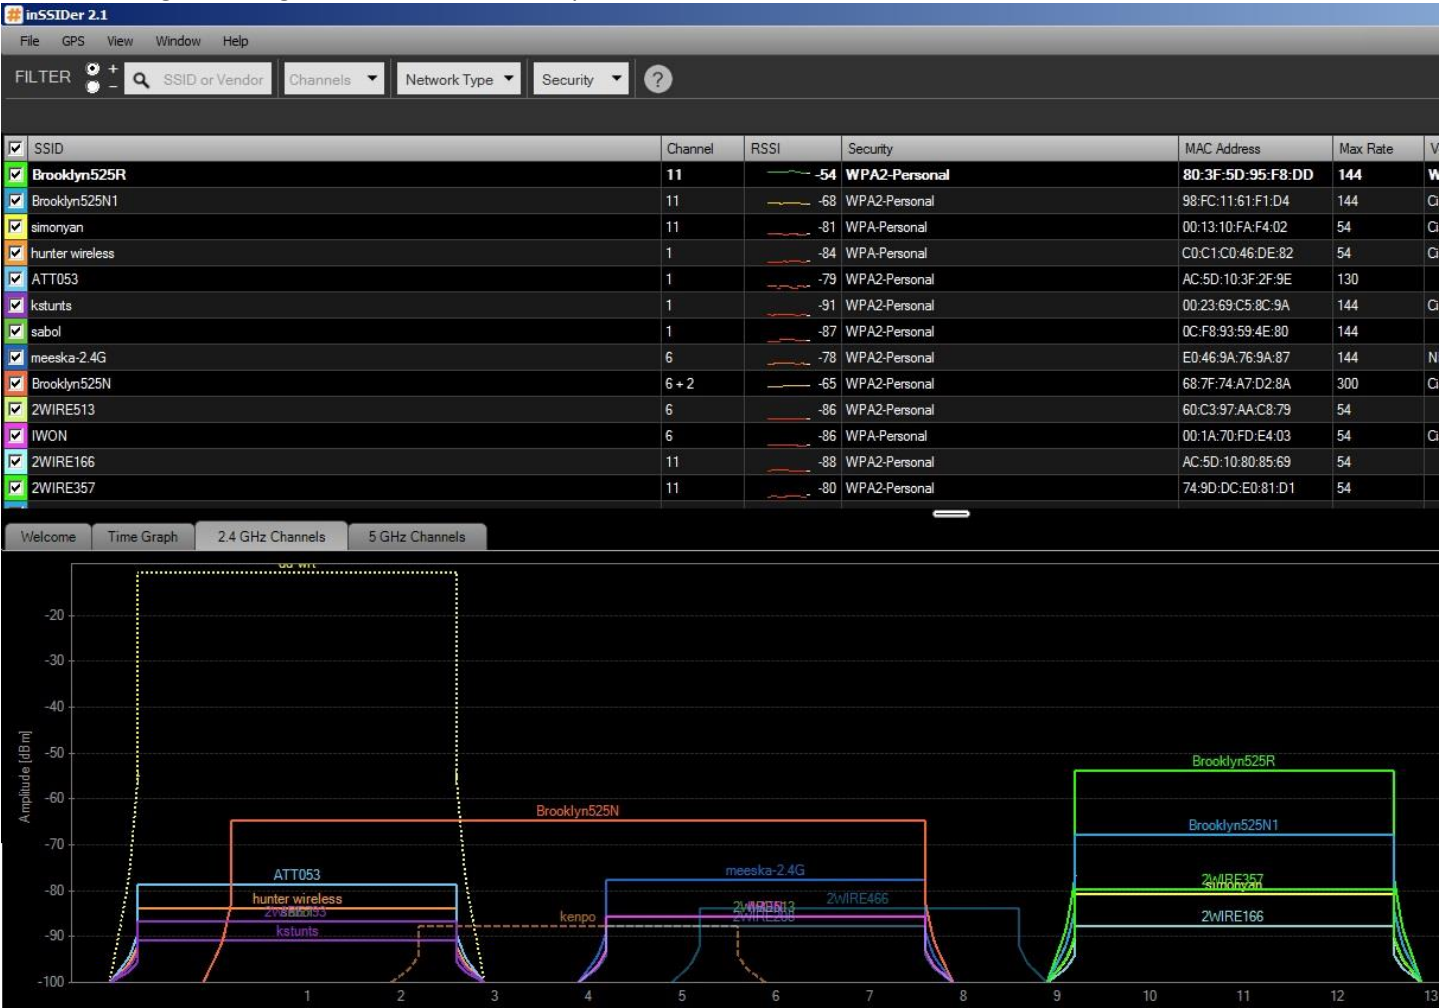 inSSIDer 2.1
File GPS View Window Help
FILTER + − SSID or Vendor Channels Network Type Security ?
SSID Channel RSSI Security MAC Address Max Rate V
Brooklyn525R 11 -54 WPA2-Personal 80:3F:5D:95:F8:DD 144 W
Brooklyn525N1 11 -68 WPA2-Personal 98:FC:11:61:F1:D4 144 Ci
simonyan 11 -81 WPA-Personal 00:13:10:FA:F4:02 54 Ci
hunter wireless 1 -84 WPA-Personal C0:C1:C0:46:DE:82 54 Ci
ATT053 1 -79 WPA2-Personal AC:5D:10:3F:2F:9E 130
kstunts 1 -91 WPA2-Personal 00:23:69:C5:8C:9A 144 Ci
sabol 1 -87 WPA2-Personal 0C:F8:93:59:4E:80 144
meeska-2.4G 6 -78 WPA2-Personal E0:46:9A:76:9A:87 144 N
Brooklyn525N 6 + 2 -65 WPA2-Personal 68:7F:74:A7:D2:8A 300 Ci
2WIRE513 6 -86 WPA2-Personal 60:C3:97:AA:C8:79 54
IWON 6 -86 WPA-Personal 00:1A:70:FD:E4:03 54 Ci
2WIRE166 11 -88 WPA2-Personal AC:5D:10:80:85:69 54
2WIRE357 11 -80 WPA2-Personal 74:9D:DC:E0:81:D1 54
Welcome Time Graph 2.4 GHz Channels 5 GHz Channels
dd-wrt
-20
-30
-40
-50
Amplitude [dBm]
Brooklyn525R
-60
Brooklyn525N
Brooklyn525N1
-70
meeska-2.4G
ATT053
2WIRE357
simonyan
-80
hunter wireless
2WIRE466
kenpo
2WIRE166
kstunts
-90
-100
1 2 3 4 5 6 7 8 9 10 11 12 13